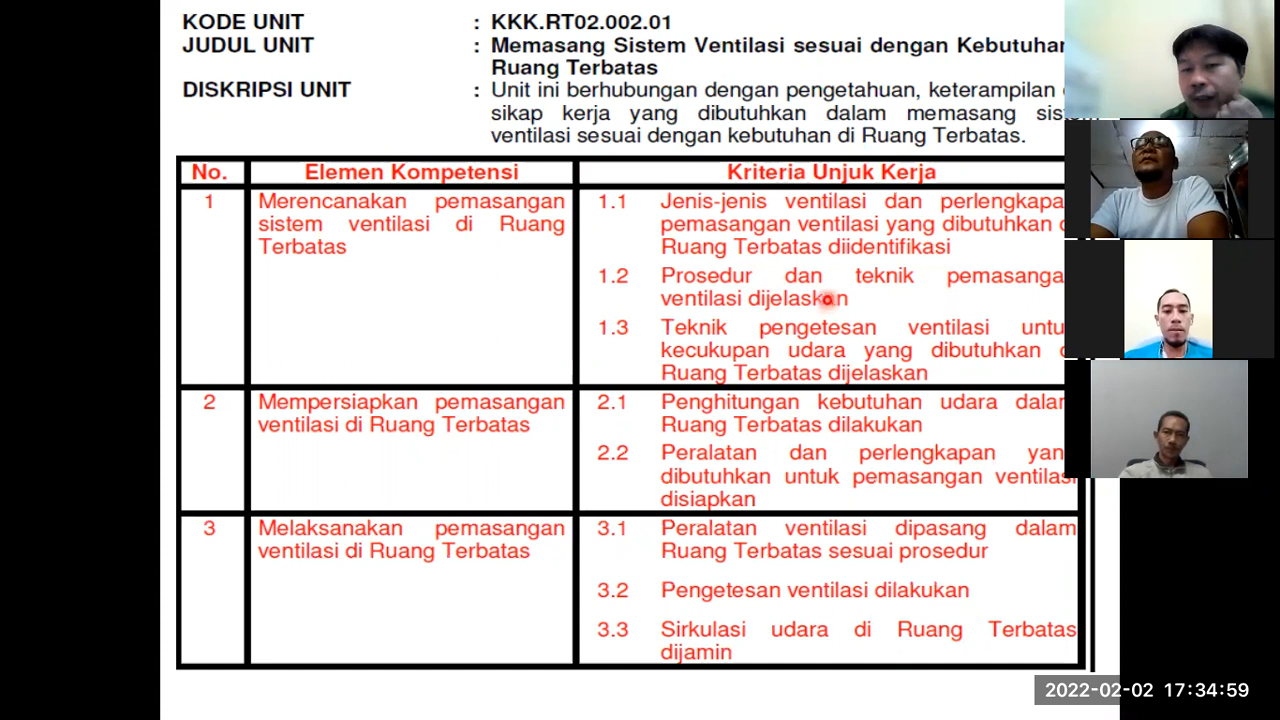 KODE UNIT : KKK.RT02.002.01
JUDUL UNIT : Memasang Sistem Ventilasi sesuai dengan Kebutuhan
Ruang Terbatas
DISKRIPSI UNIT : Unit ini berhubungan dengan pengetahuan, keterampilan
sikap kerja yang dibutuhkan dalam memasang sistem
ventilasi sesuai dengan kebutuhan di Ruang Terbatas.
No. Elemen Kompetensi Kriteria Unjuk Kerja
1 Merencanakan pemasangan
sistem ventilasi di Ruang
Terbatas
1.1 Jenis-jenis ventilasi dan perlengkapan
pemasangan ventilasi yang dibutuhkan
Ruang Terbatas diidentifikasi
1.2 Prosedur dan teknik pemasangan
ventilasi dijelaskan
1.3 Teknik pengetesan ventilasi untuk
kecukupan udara yang dibutuhkan
Ruang Terbatas dijelaskan
2 Mempersiapkan pemasangan
ventilasi di Ruang Terbatas
2.1 Penghitungan kebutuhan udara dalam
Ruang Terbatas dilakukan
2.2 Peralatan dan perlengkapan yang
dibutuhkan untuk pemasangan ventilasi
disiapkan
3 Melaksanakan pemasangan
ventilasi di Ruang Terbatas
3.1 Peralatan ventilasi dipasang dalam
Ruang Terbatas sesuai prosedur
3.2 Pengetesan ventilasi dilakukan
3.3 Sirkulasi udara di Ruang Terbatas
dijamin
2022-02-02 17:34:59